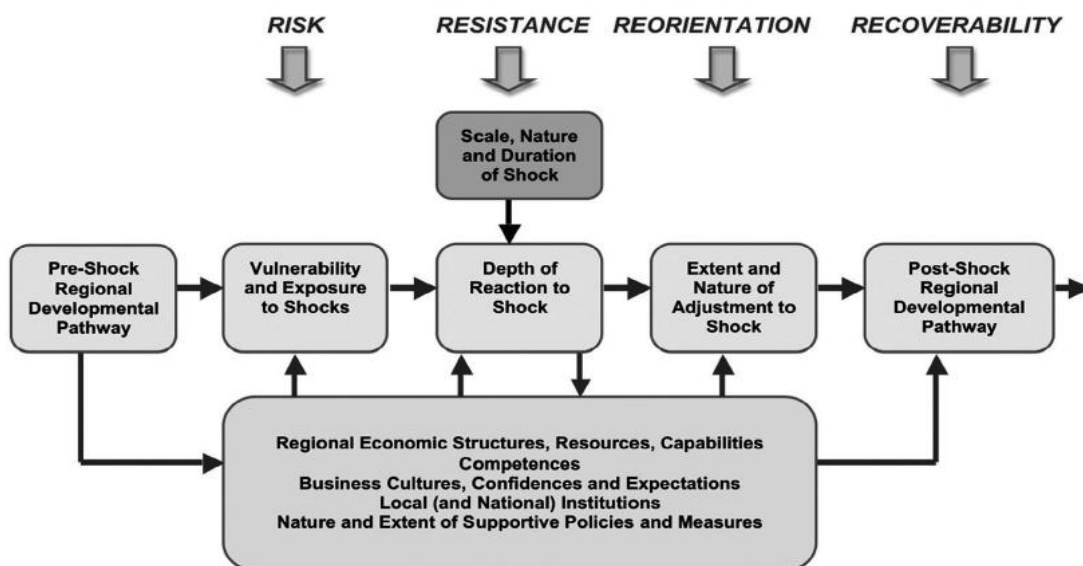 RISK
RESISTANCE
REORIENTATION
RECOVERABILITY
Scale, Nature
and Duration
of Shock
Pre-Shock
Regional
Developmental
Pathway
Vulnerability
and Exposure
to Shocks
Depth of
Reaction to
Shock
Extent and
Nature of
Adjustment to
Shock
Post-Shock
Regional
Developmental
Pathway
Regional Economic Structures, Resources, Capabilities
Competences
Business Cultures, Confidences and Expectations
Local (and National) Institutions
Nature and Extent of Supportive Policies and Measures